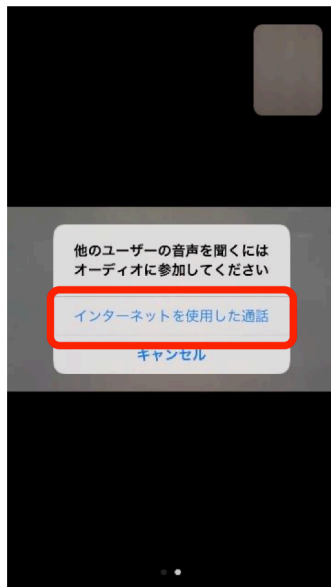 他のユーザーの音声を聞くには
オーディオに参加してください
インターネットを使用した通話
キャンセル